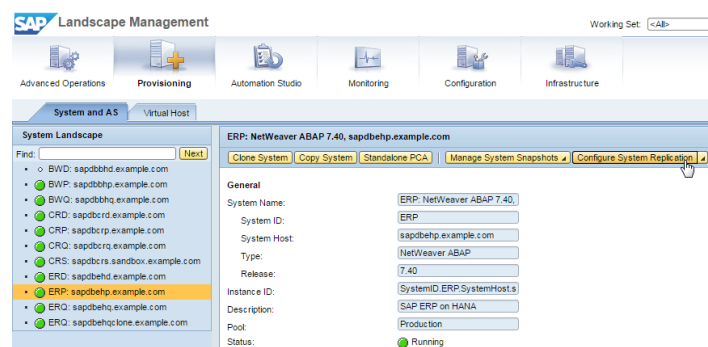 SAP Landscape Management
Working Set: <All>
Advanced Operations Provisioning Automation Studio Monitoring Configuration Infrastructure
System and AS Virtual Host
System Landscape
Find: Next
BWD: sapdbbhd.example.com
BWP: sapdbbhp.example.com
BWQ: sapdbbhq.example.com
CRD: sapdbcrd.example.com
CRP: sapdbcrp.example.com
CRQ: sapdbcrq.example.com
CRS: sapdbcrs.sandbox.example.com
ERD: sapdbehd.example.com
ERP: sapdbehp.example.com
ERQ: sapdbehq.example.com
ERQ: sapdbehqclone.example.com
ERP: NetWeaver ABAP 7.40, sapdbehp.example.com
Clone System Copy System Standalone PCA Manage System Snapshots Configure System Replication
General
System Name: ERP: NetWeaver ABAP 7.40,
System ID: ERP
System Host: sapdbehp.example.com
Type: NetWeaver ABAP
Release: 7.40
Instance ID: SystemID.ERP.SystemHost.s
Description: SAP ERP on HANA
Pool: Production
Status: Running